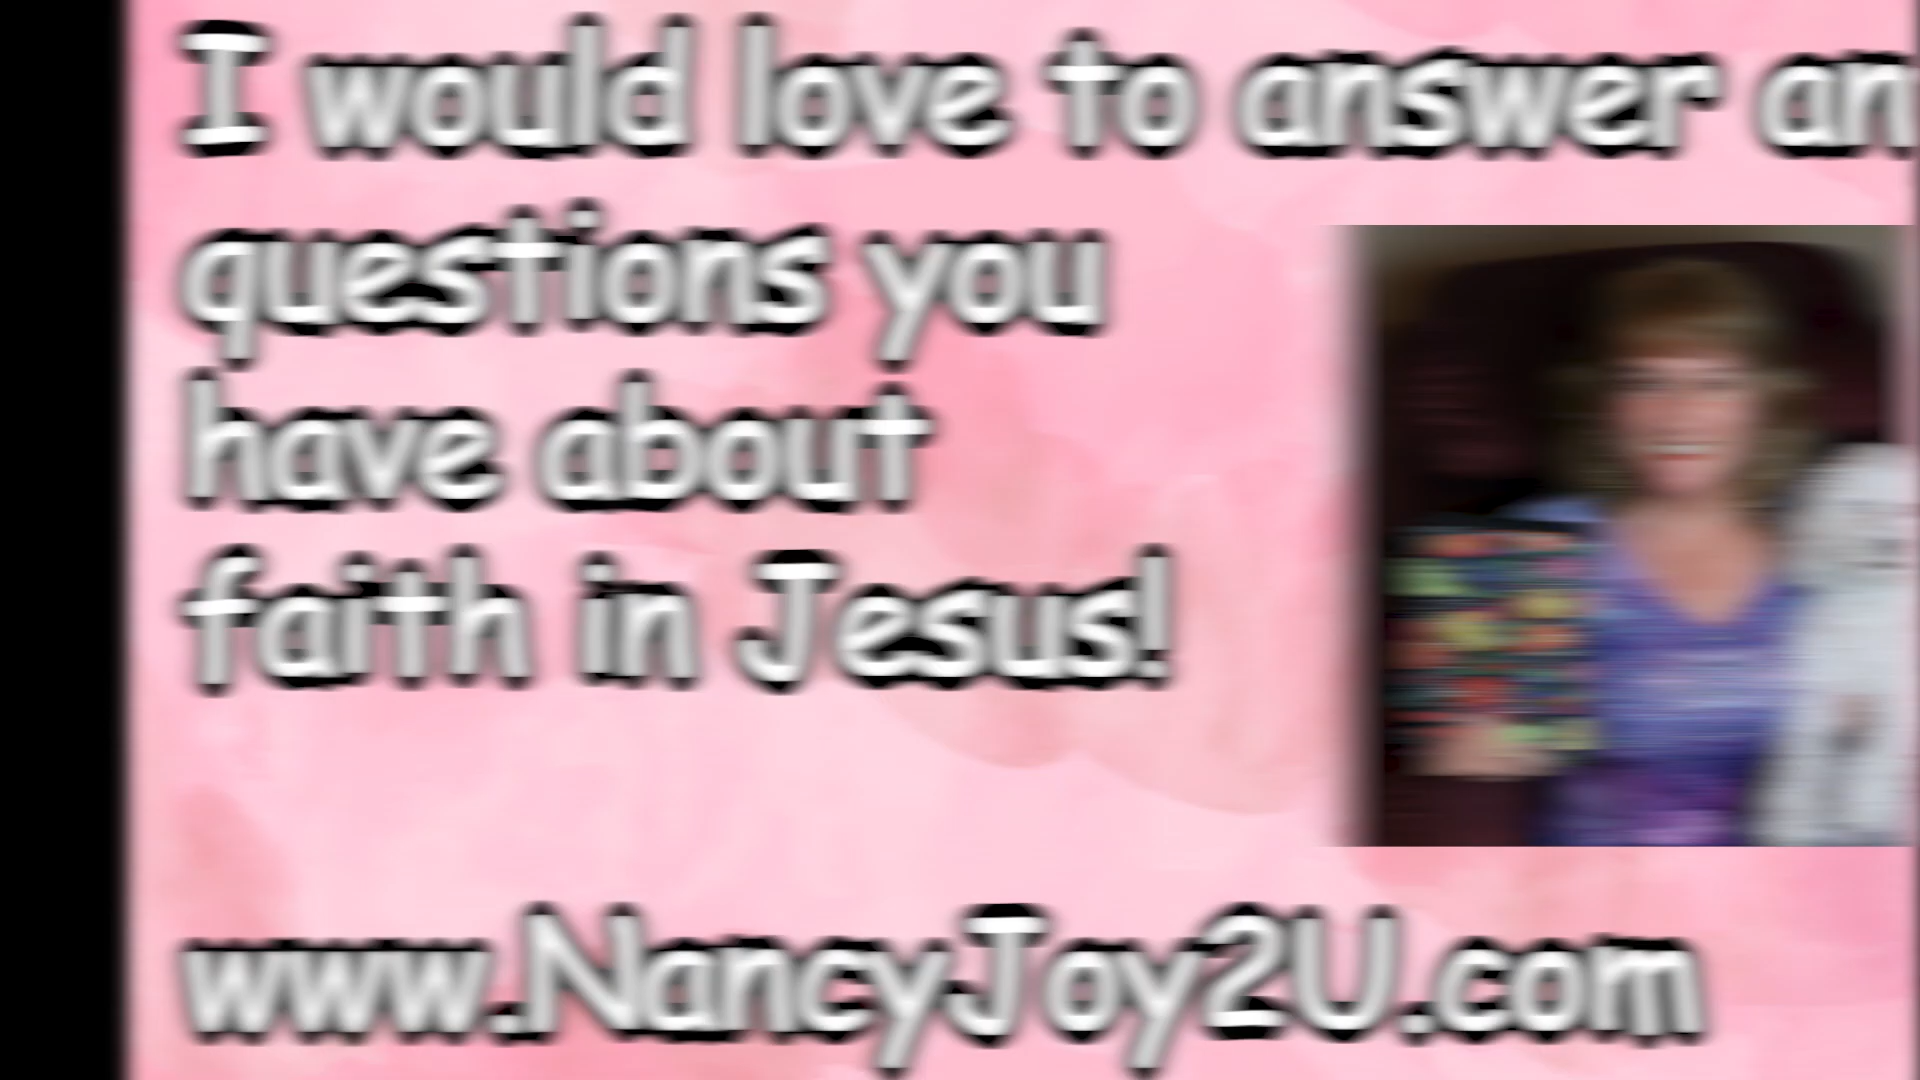 I would love to answer an
questions you
have about
faith in Jesus!
www.NancyJoy2U.com